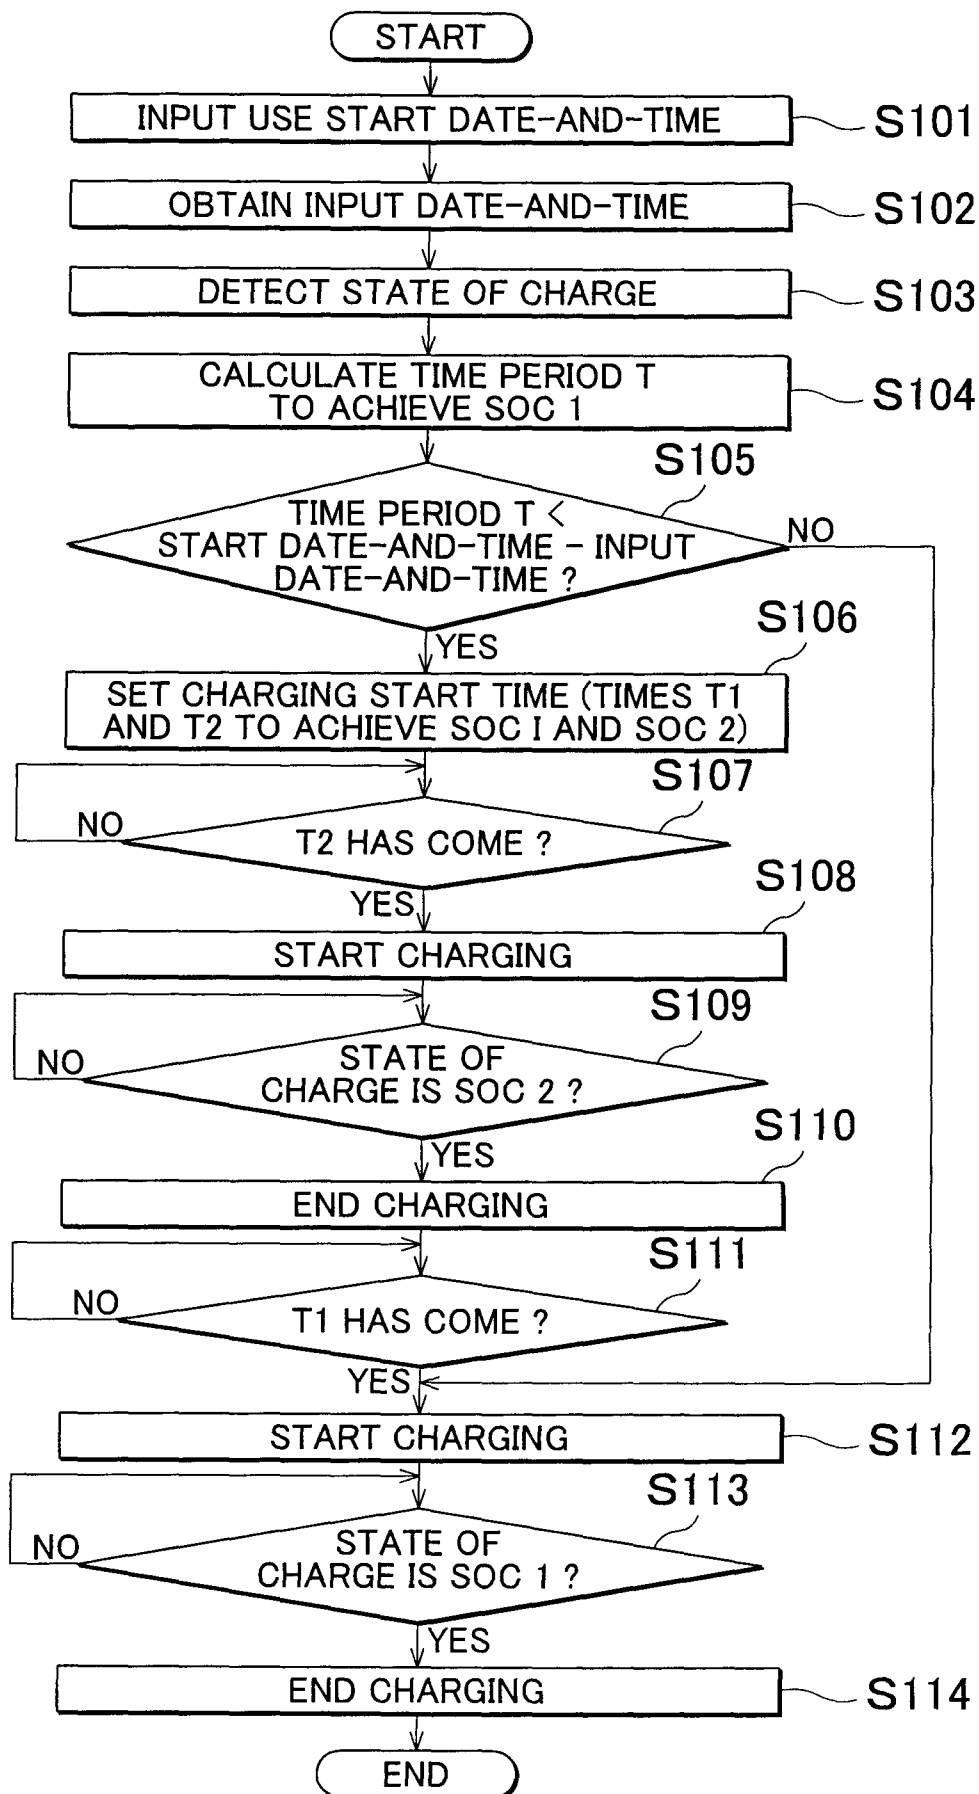 START
INPUT USE START DATE-AND-TIME
S101
OBTAIN INPUT DATE-AND-TIME
S102
DETECT STATE OF CHARGE
S103
CALCULATE TIME PERIOD T
TO ACHIEVE SOC 1
S104
S105
TIME PERIOD T <
START DATE-AND-TIME - INPUT
DATE-AND-TIME ?
NO
YES
S106
SET CHARGING START TIME (TIMES T1
AND T2 TO ACHIEVE SOC I AND SOC 2)
S107
T2 HAS COME ?
NO
YES
S108
START CHARGING
S109
STATE OF
CHARGE IS SOC 2 ?
NO
YES
S110
END CHARGING
S111
T1 HAS COME ?
NO
YES
START CHARGING
S112
S113
STATE OF
CHARGE IS SOC 1 ?
NO
YES
END CHARGING
S114
END